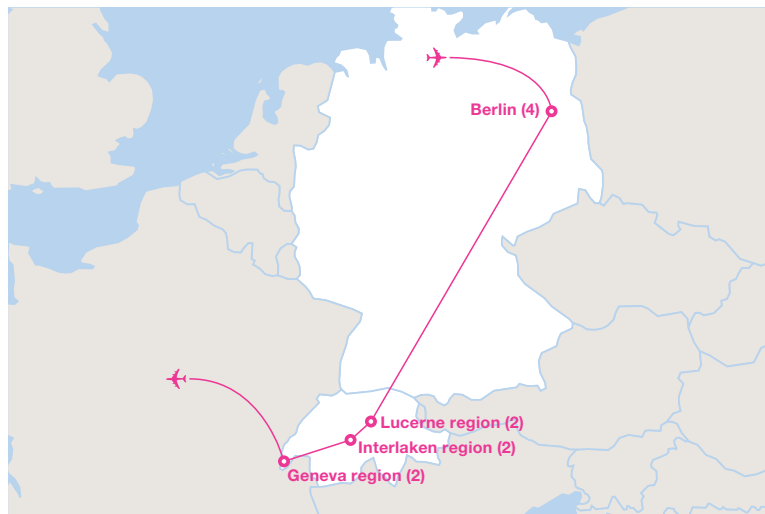 Berlin (4)
Lucerne region (2)
Interlaken region (2)
Geneva region (2)